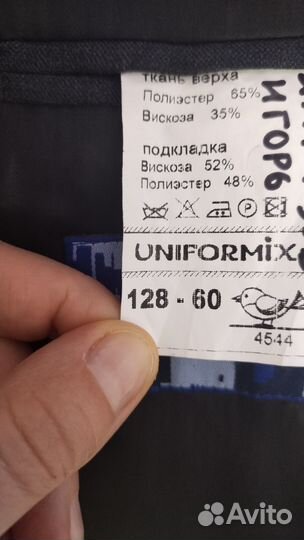 ткань верха
Полиэстер 65%
Вискоза 35%
подкладка
Вискоза 52%
Полиэстер 48%
P
UNIFORMIX
128 - 60
4544
ИГОРЬ
Avito